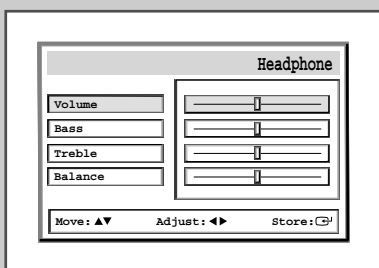 Headphone
Volume
Bass
Treble
Balance
Move: ▲▼ Adjust: ◀▶ Store: